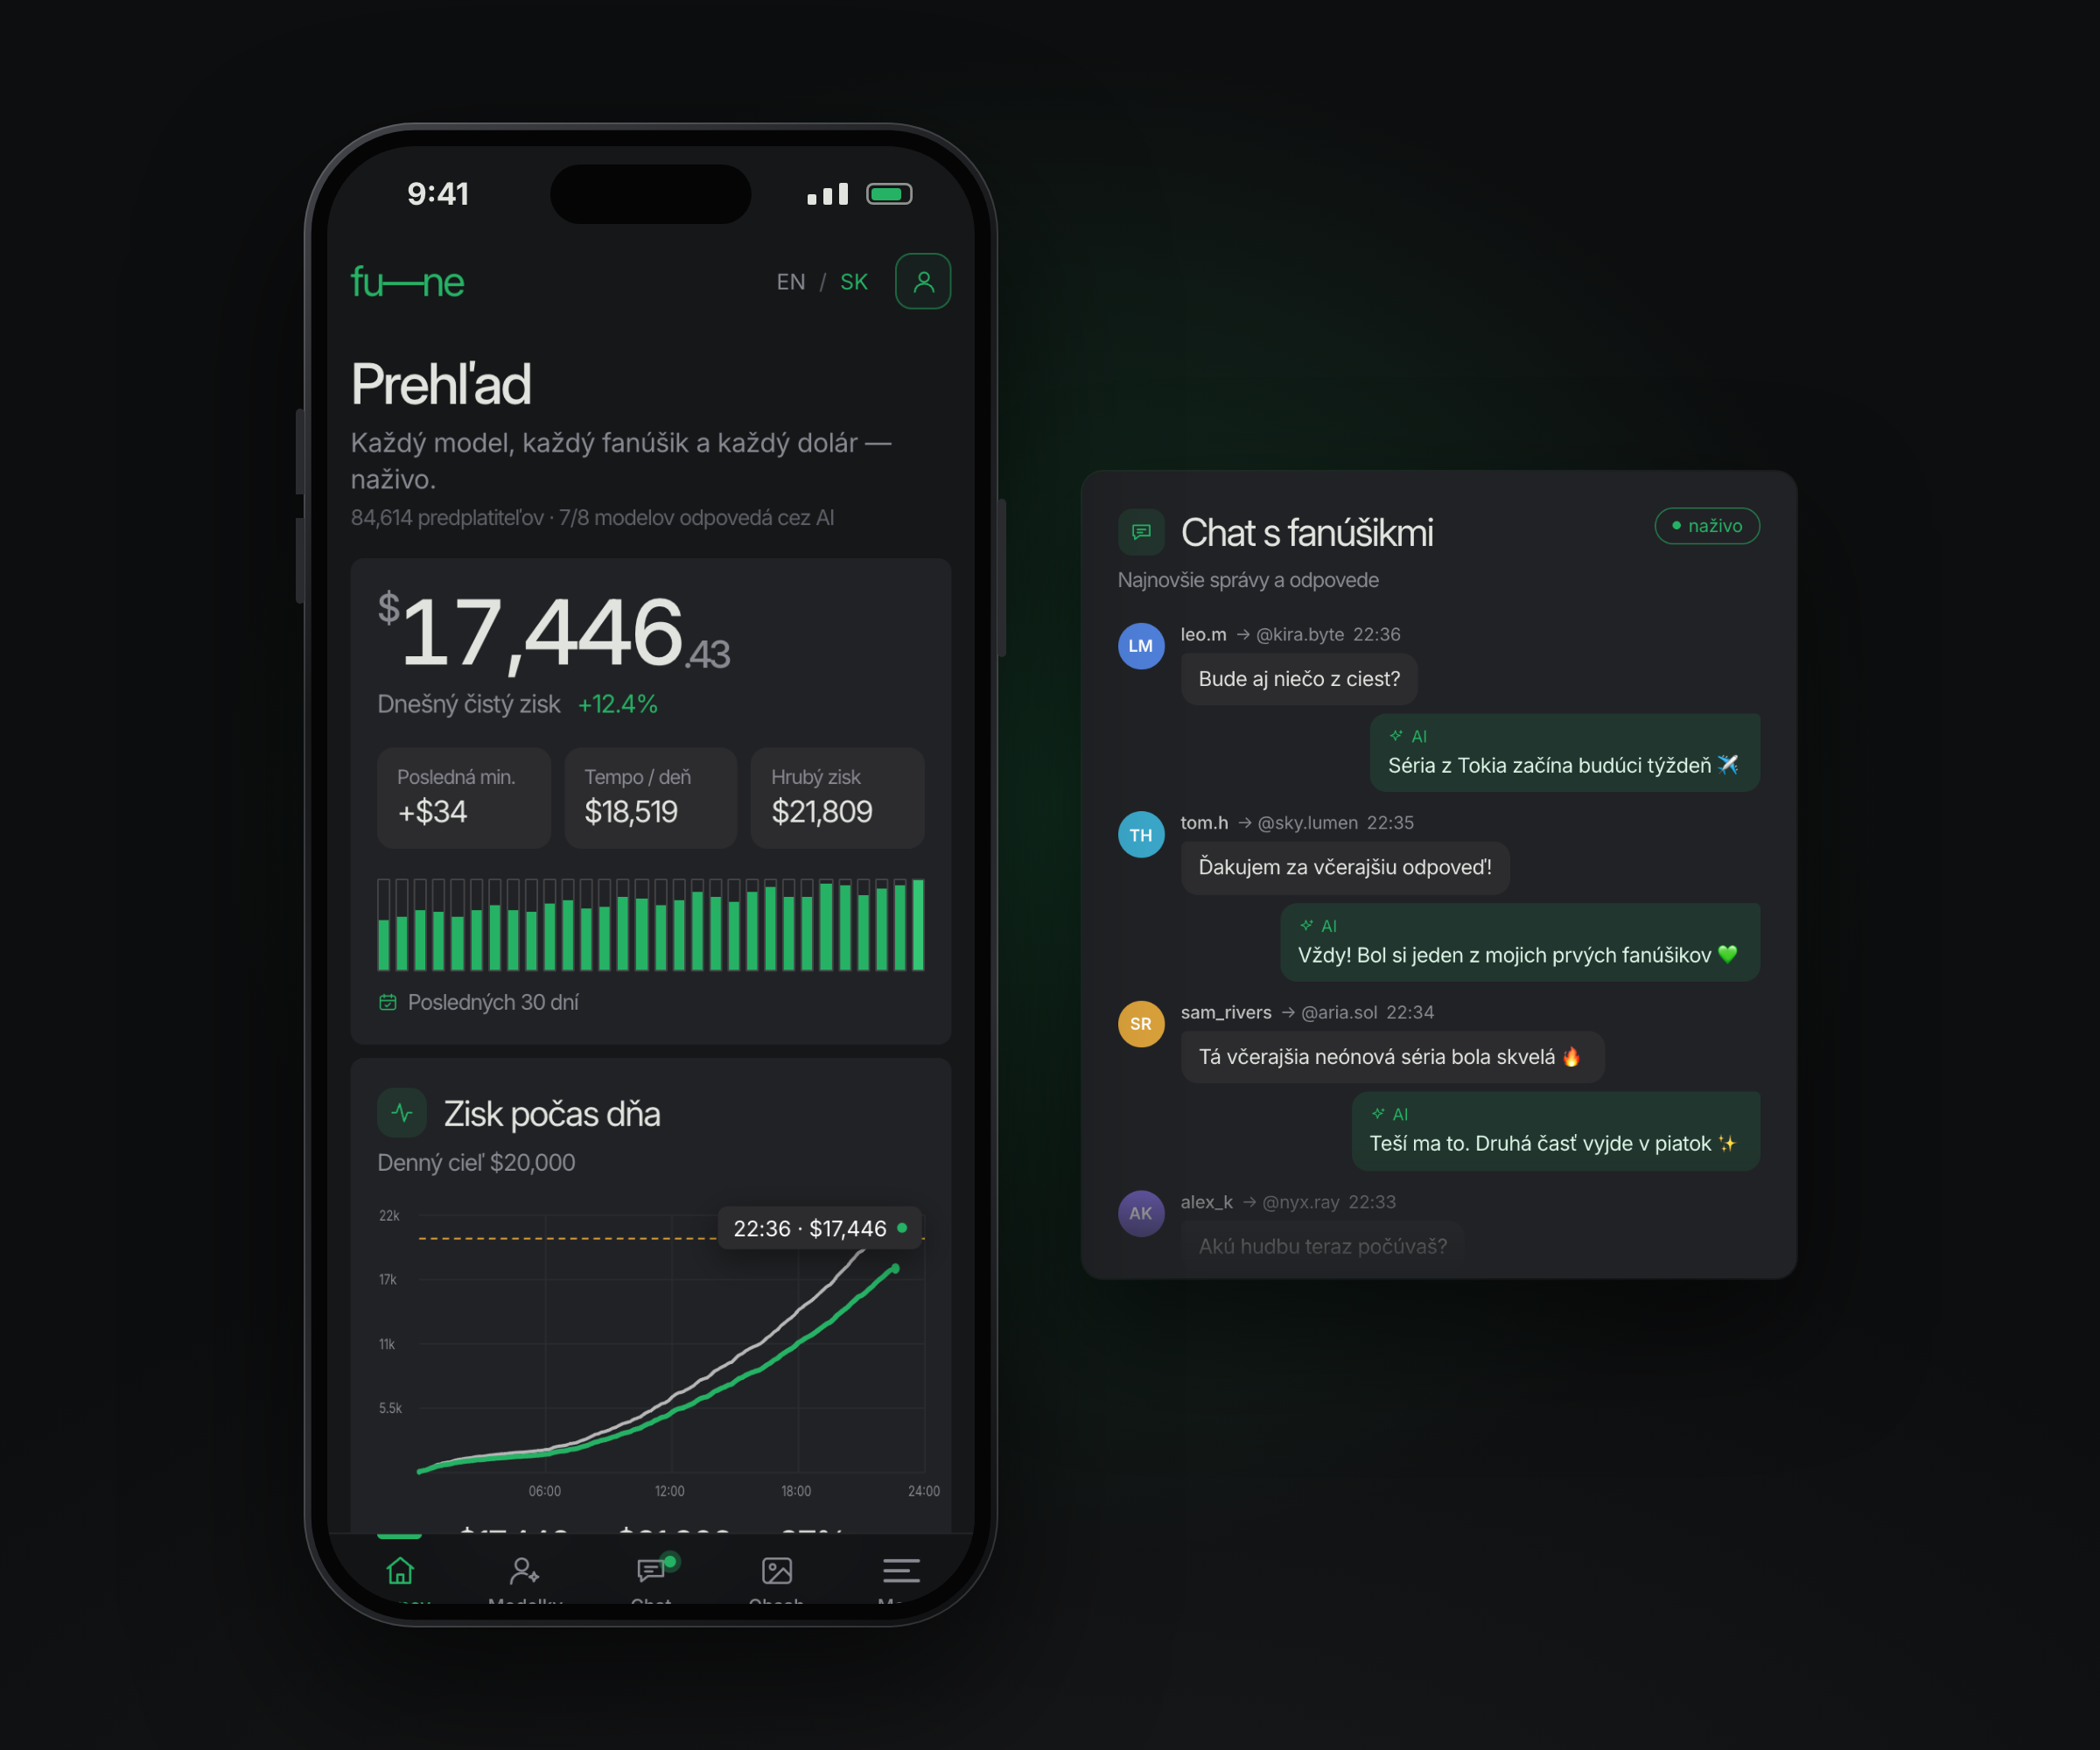 9:41
fu—ne
EN / SK
Prehľad
Každý model, každý fanúšik a každý dolár —
naživo.
84,614 predplatiteľov · 7/8 modelov odpovedá cez AI
$17,446.43
Dnešný čistý zisk +12.4%
Posledná min.
+$34
Tempo / deň
$18,519
Hrubý zisk
$21,809
Posledných 30 dní
Zisk počas dňa
Denný cieľ $20,000
22:36 · $17,446
22k
17k
11k
5.5k
06:00 12:00 18:00 24:00
Chat s fanúšikmi
naživo
Najnovšie správy a odpovede
LM
leo.m → @kira.byte 22:36
Bude aj niečo z ciest?
AI
Séria z Tokia začína budúci týždeň ✈️
TH
tom.h → @sky.lumen 22:35
Ďakujem za včerajšiu odpoveď!
AI
Vždy! Bol si jeden z mojich prvých fanúšikov 💚
SR
sam_rivers → @aria.sol 22:34
Tá včerajšia neónová séria bola skvelá 🔥
AI
Teší ma to. Druhá časť vyjde v piatok ✨
AK
alex_k → @nyx.ray 22:33
Akú hudbu teraz počúvaš?